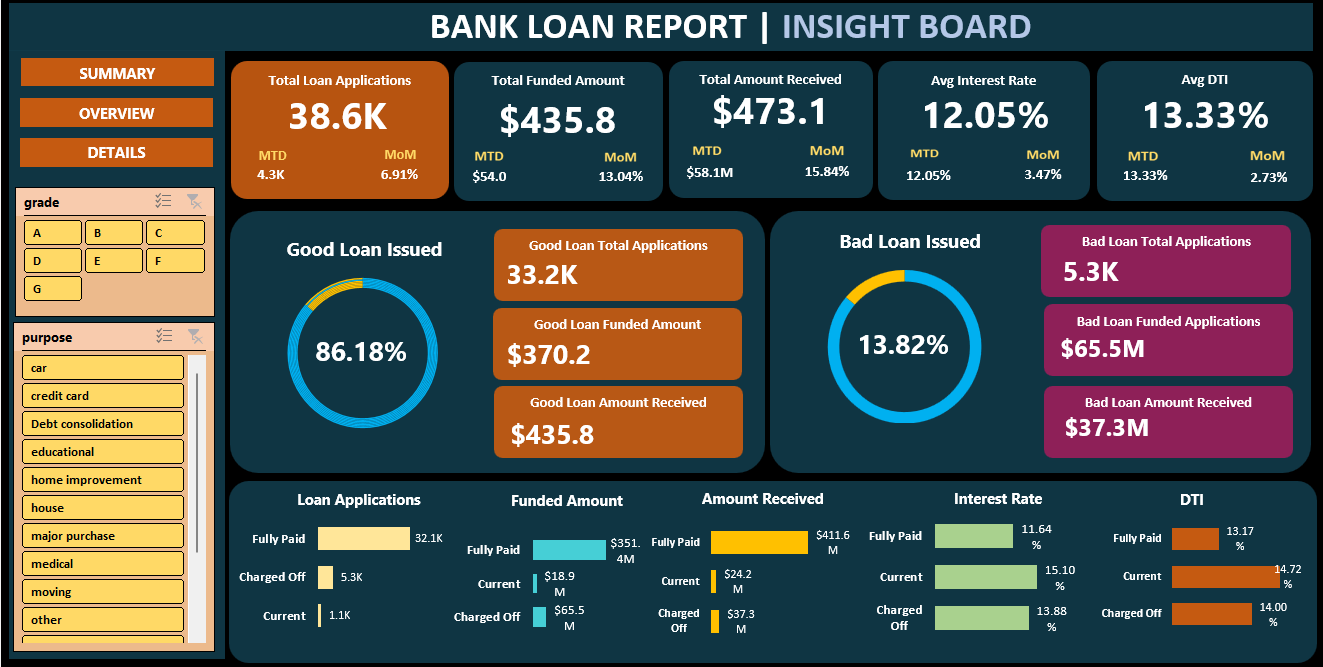 BANK LOAN REPORT | INSIGHT BOARD
SUMMARY
OVERVIEW
DETAILS
grade
A
B
C
D
E
F
G
purpose
car
credit card
Debt consolidation
educational
home improvement
house
major purchase
medical
moving
other
Total Loan Applications
38.6K
MTD
MoM
4.3K
6.91%
Total Funded Amount
$435.8
MTD
MoM
$54.0
13.04%
Total Amount Received
$473.1
MTD
MoM
$58.1M
15.84%
Avg Interest Rate
12.05%
MTD
MoM
12.05%
3.47%
Avg DTI
13.33%
MTD
MoM
13.33%
2.73%
Good Loan Issued
86.18%
Good Loan Total Applications
33.2K
Good Loan Funded Amount
$370.2
Good Loan Amount Received
$435.8
Bad Loan Issued
13.82%
Bad Loan Total Applications
5.3K
Bad Loan Funded Applications
$65.5M
Bad Loan Amount Received
$37.3M
Loan Applications
Fully Paid
32.1K
Charged Off
5.3K
Current
1.1K
Funded Amount
Fully Paid
$351.
4M
Current
$18.9
M
Charged Off
$65.5
M
Amount Received
Fully Paid
$411.6
M
Current
$24.2
M
Charged
Off
$37.3
M
Interest Rate
Fully Paid
11.64
%
Current
15.10
%
Charged
Off
13.88
%
DTI
Fully Paid
13.17
%
Current
14.72
%
Charged Off
14.00
%